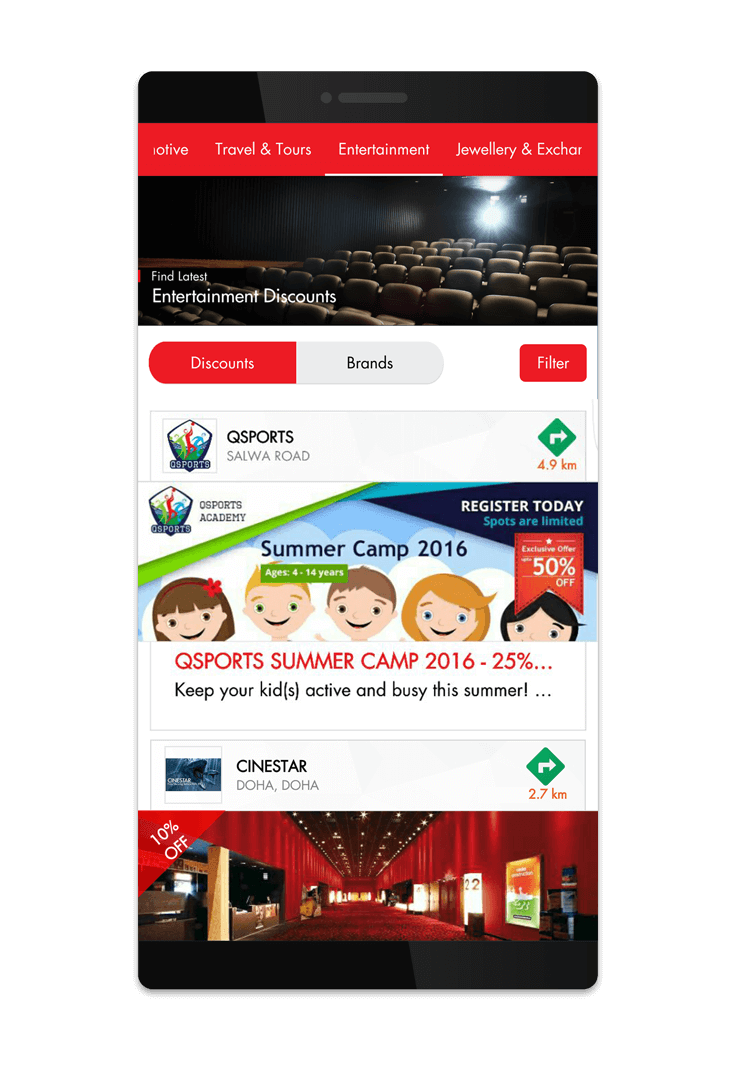 notive
Travel & Tours
Entertainment
Jewellery & Exchar
Find Latest
Entertainment Discounts
Discounts
Brands
Filter
QSPORTS
QSPORTS
SALWA ROAD
4.9 km
QSPORTS
QSPORTS
ACADEMY
REGISTER TODAY
Spots are limited
Summer Camp 2016
Ages: 4 - 14 years
Exclusive Offer
upto
50%
OFF
QSPORTS SUMMER CAMP 2016 - 25%...
Keep your kid(s) active and busy this summer! ...
CINESTAR
CINESTAR
DOHA, DOHA
2.7 km
10%
OFF
22